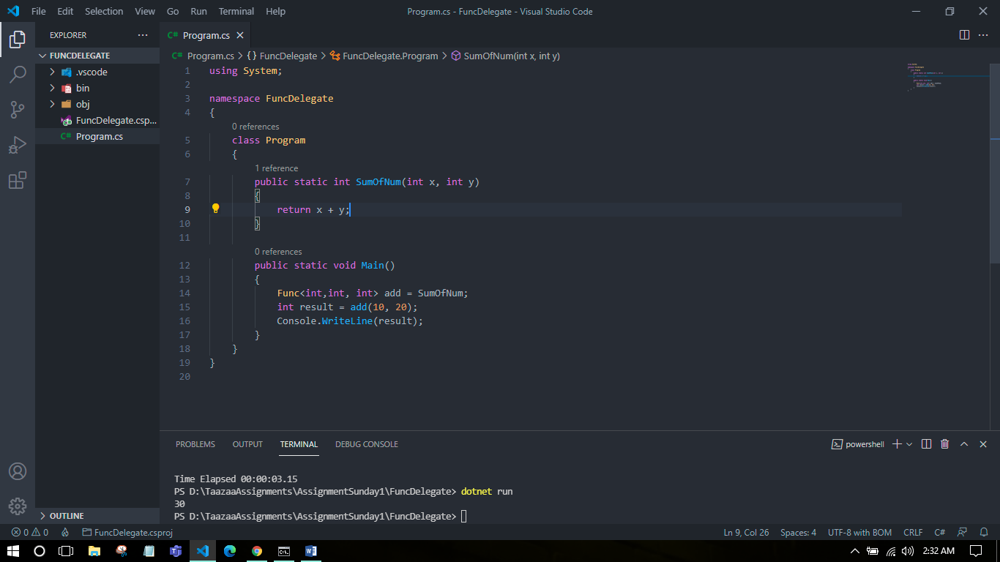 File Edit Selection View Go Run Terminal Help Program.cs - FuncDelegate - Visual Studio Code
EXPLORER ···
FUNCDELEGATE
.vscode
bin
obj
FuncDelegate.csp...
C# Program.cs
OUTLINE
C# Program.cs
C# Program.cs > {} FuncDelegate > FuncDelegate.Program > SumOfNum(int x, int y)
1 using System;
2
3 namespace FuncDelegate
4 {
0 references
5 class Program
6 {
1 reference
7 public static int SumOfNum(int x, int y)
8 {
9 return x + y;
10 }
11
0 references
12 public static void Main()
13 {
14 Func<int,int, int> add = SumOfNum;
15 int result = add(10, 20);
16 Console.WriteLine(result);
17 }
18 }
19 }
20
PROBLEMS OUTPUT TERMINAL DEBUG CONSOLE powershell
Time Elapsed 00:00:03.15
PS D:\TaazaaAssignments\AssignmentSunday1\FuncDelegate> dotnet run
30
PS D:\TaazaaAssignments\AssignmentSunday1\FuncDelegate>
0 0 FuncDelegate.csproj Ln 9, Col 26 Spaces: 4 UTF-8 with BOM CRLF C#
2:32 AM